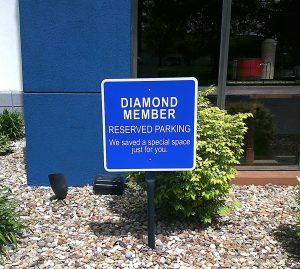 DIAMOND
MEMBER
RESERVED PARKING
We saved a special space
just for you.